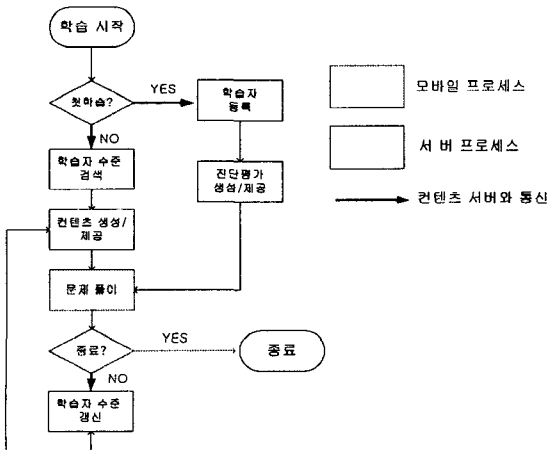 학습 시작
첫학습?
YES
학습자
등록
NO
학습자 수준
검색
진단평가
생성/제공
컨텐츠 생성/
제공
문제 풀이
종료?
YES
종료
NO
학습자 수준
갱신
모바일 프로세스
서 버 프로세스
컨텐츠 서버와 통신